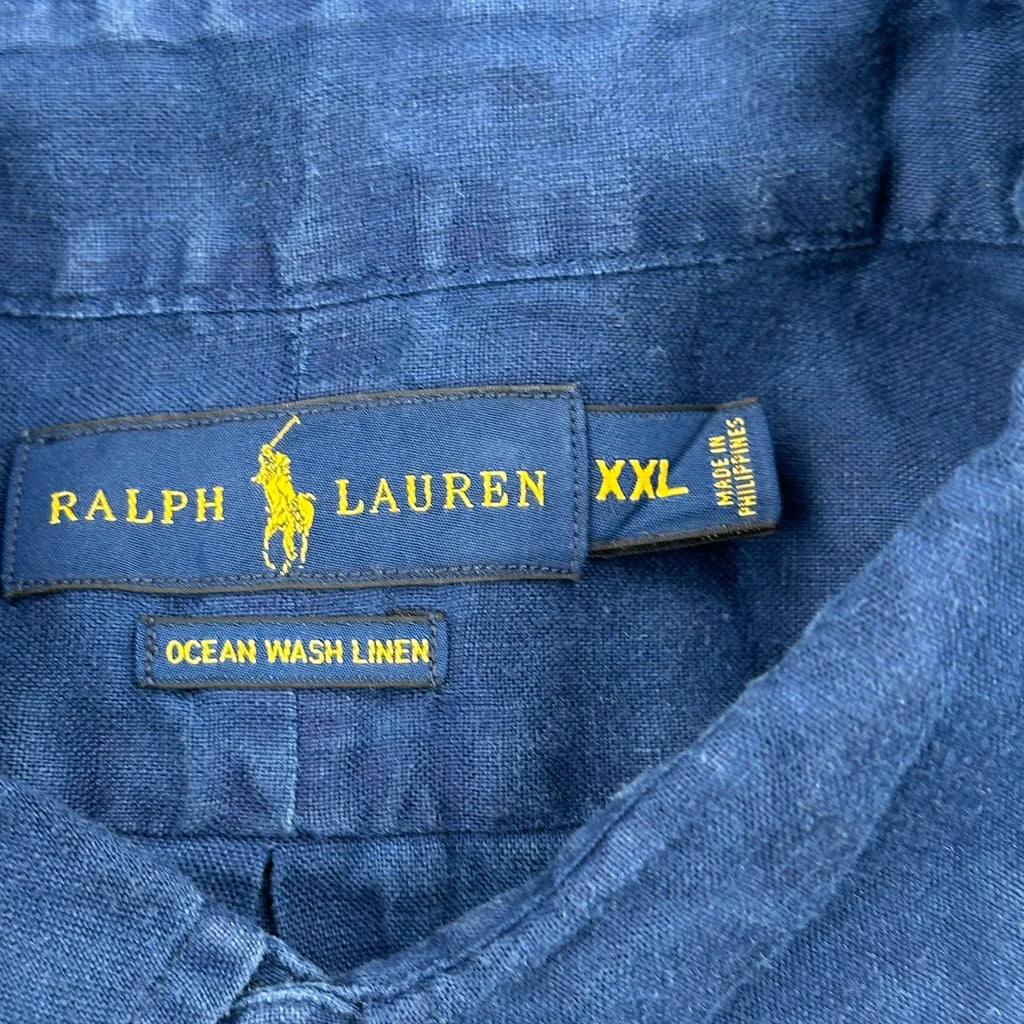 RALPH LAUREN
XXL
MADE IN
PHILIPPINES
OCEAN WASH LINEN